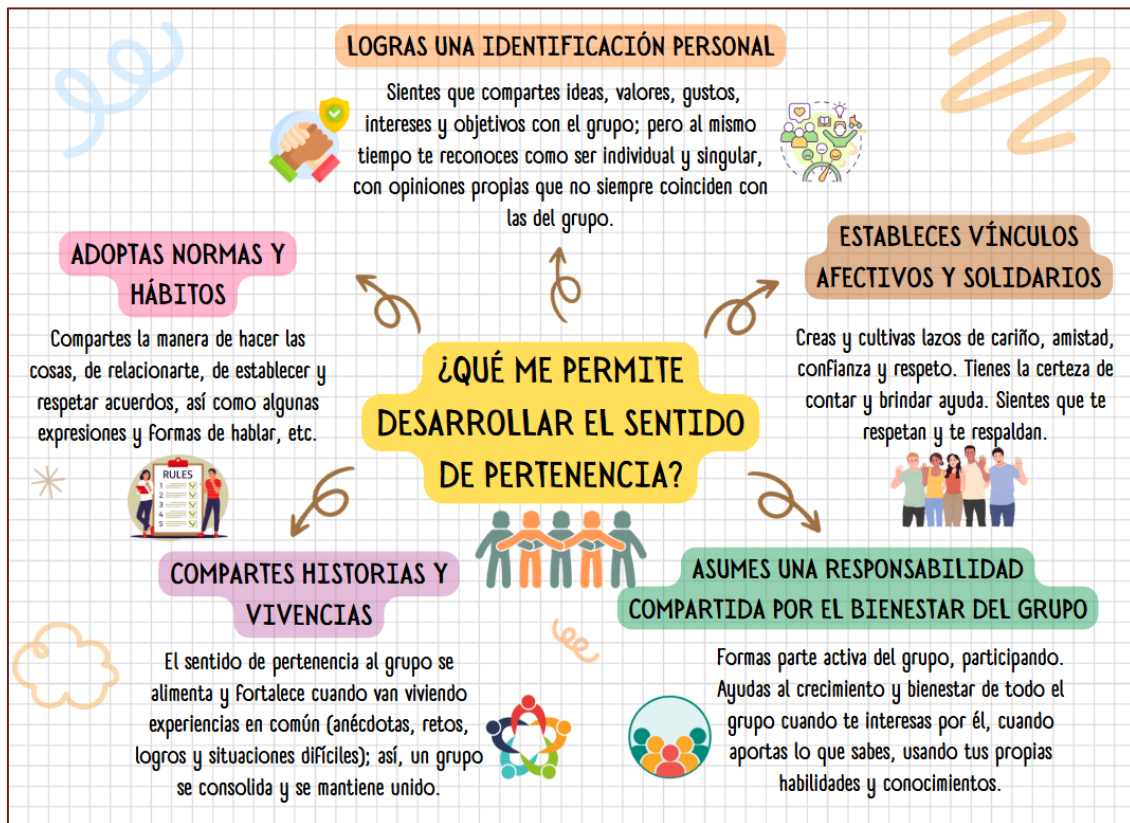 LOGRAS UNA IDENTIFICACIÓN PERSONAL
Sientes que compartes ideas, valores, gustos,
intereses y objetivos con el grupo; pero al mismo
tiempo te reconoces como ser individual y singular,
con opiniones propias que no siempre coinciden con
las del grupo.
ADOPTAS NORMAS Y
HÁBITOS
Compartes la manera de hacer las
cosas, de relacionarte, de establecer y
respetar acuerdos, así como algunas
expresiones y formas de hablar, etc.
RULES
1
2
3
4
5
¿QUÉ ME PERMITE
DESARROLLAR EL SENTIDO
DE PERTENENCIA?
ESTABLECES VÍNCULOS
AFECTIVOS Y SOLIDARIOS
Creas y cultivas lazos de cariño, amistad,
confianza y respeto. Tienes la certeza de
contar y brindar ayuda. Sientes que te
respetan y te respaldan.
COMPARTES HISTORIAS Y
VIVENCIAS
El sentido de pertenencia al grupo se
alimenta y fortalece cuando van viviendo
experiencias en común (anécdotas, retos,
logros y situaciones difíciles); así, un grupo
se consolida y se mantiene unido.
ASUMES UNA RESPONSABILIDAD
COMPARTIDA POR EL BIENESTAR DEL GRUPO
Formas parte activa del grupo, participando.
Ayudas al crecimiento y bienestar de todo el
grupo cuando te interesas por él, cuando
aportas lo que sabes, usando tus propias
habilidades y conocimientos.